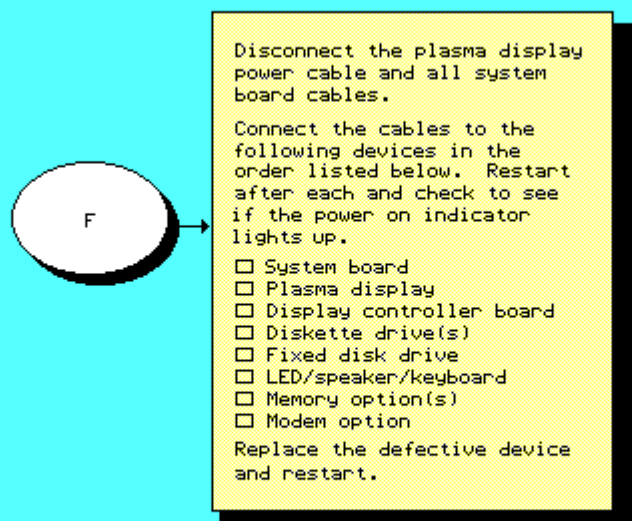 Disconnect the plasma display
power cable and all system
board cables.
Connect the cables to the
following devices in the
order listed below. Restart
after each and check to see
F
if the power on indicator
lights up.
System board
Plasma display
Display controller board
Diskette drive(s)
Fixed disk drive
LED/speaker/keyboard
Memory option(s)
Modem option
Replace the defective device
and restart.